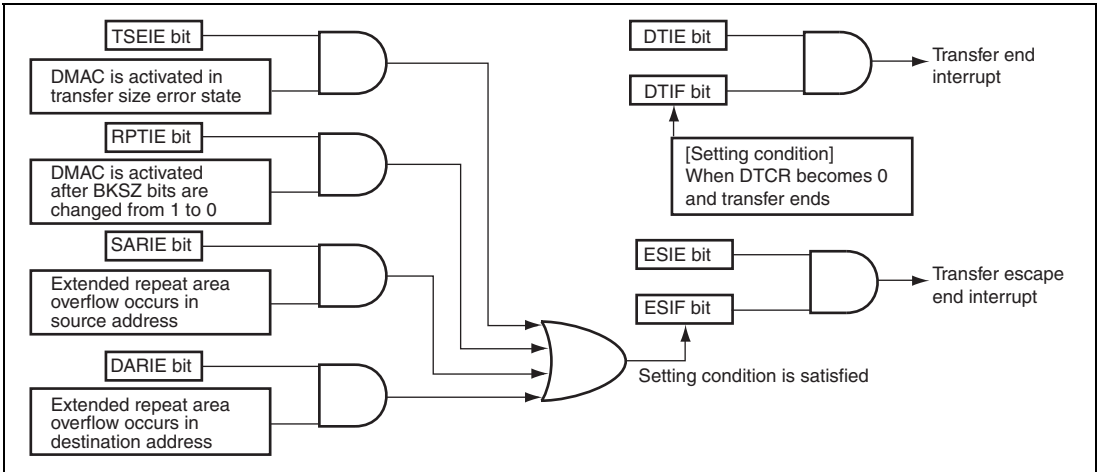 TSEIE bit
DMAC is activated in
transfer size error state
RPTIE bit
DMAC is activated
after BKSZ bits are
changed from 1 to 0
SARIE bit
Extended repeat area
overflow occurs in
source address
DARIE bit
Extended repeat area
overflow occurs in
destination address
DTIE bit
DTIF bit
Transfer end
interrupt
[Setting condition]
When DTCR becomes 0
and transfer ends
ESIE bit
ESIF bit
Transfer escape
end interrupt
Setting condition is satisfied